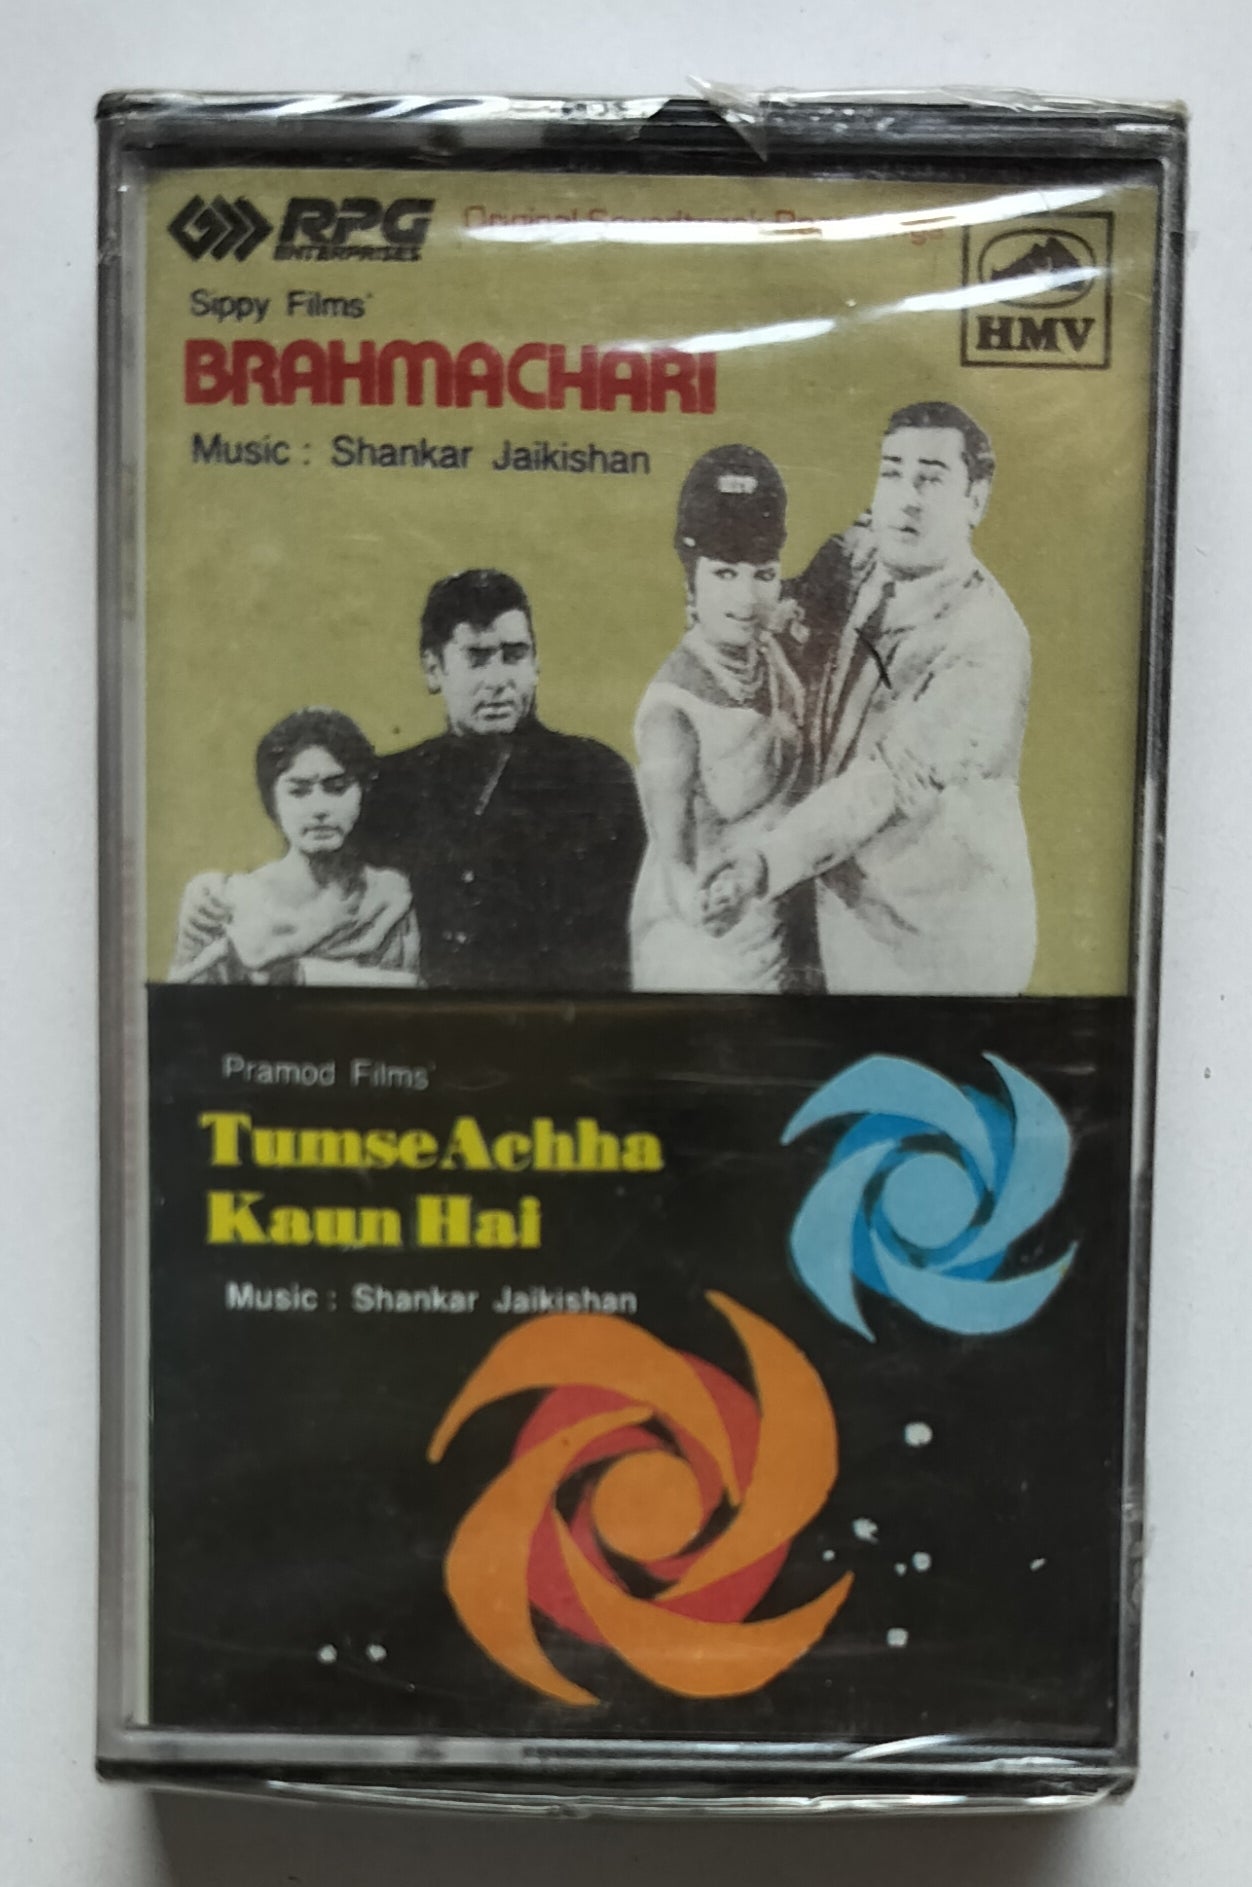 RPG
ENTERPRISES
Original Soundtrack Recordings
HMV
Sippy Films'
BRAHMACHARI
Music : Shankar Jaikishan
Pramod Films'
Tumse Achha
Kaun Hai
Music : Shankar Jaikishan